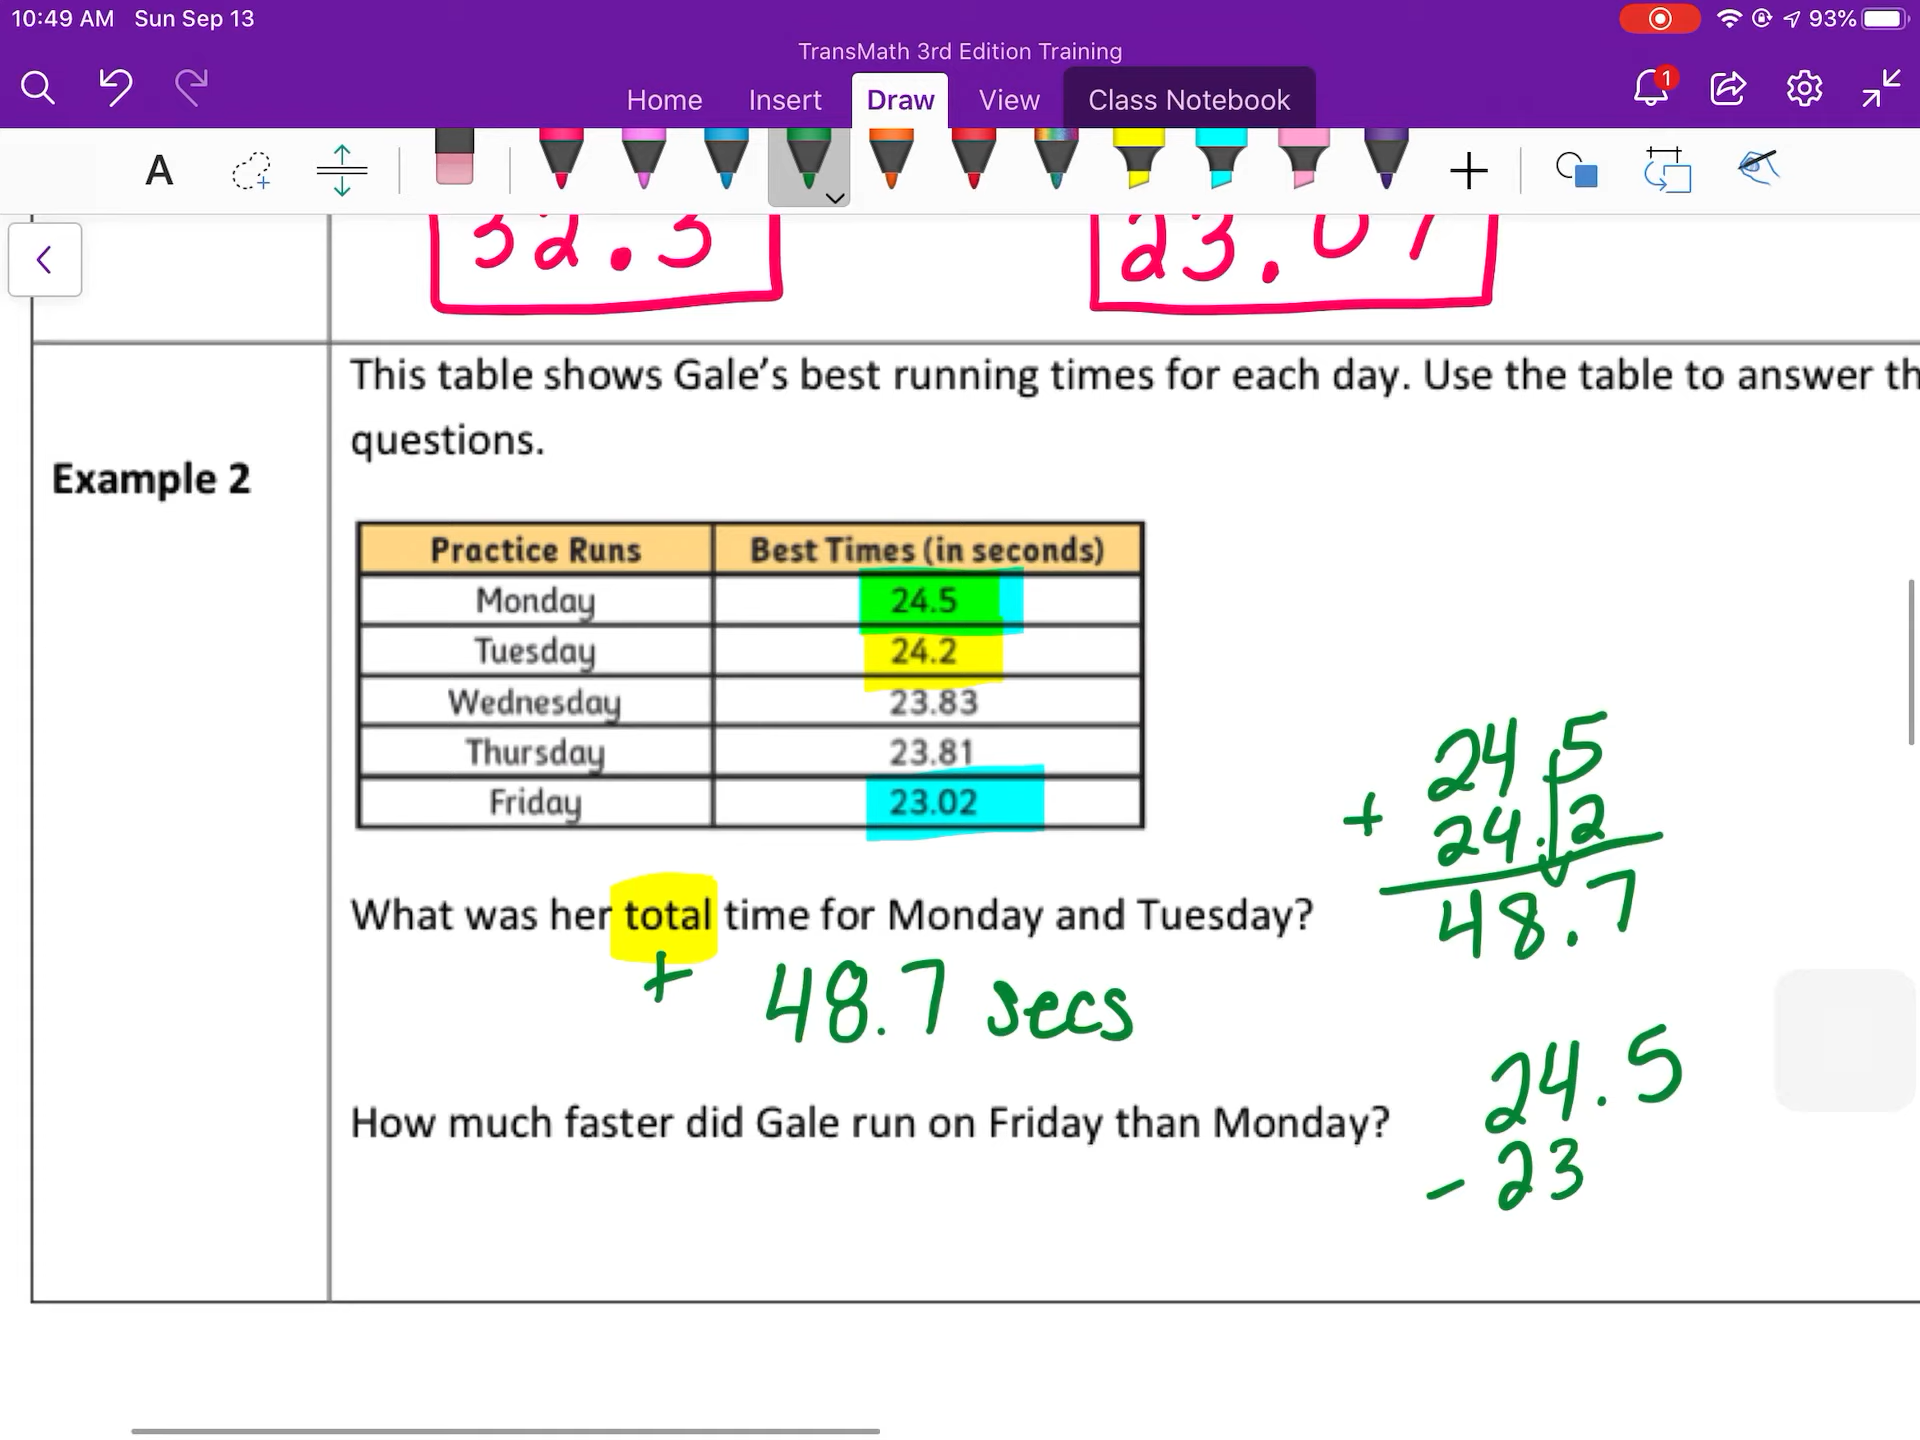 10:49 AM Sun Sep 13
93%
TransMath 3rd Edition Training
Home Insert Draw View Class Notebook
1
A
32.3 23.07
This table shows Gale's best running times for each day. Use the table to answer th
questions.
Example 2
Practice Runs Best Times (in seconds)
Monday 24.5
Tuesday 24.2
Wednesday 23.83
Thursday 23.81
Friday 23.02
24.5
+ 24.2
48.7
What was her total time for Monday and Tuesday?
+ 48.7 secs
How much faster did Gale run on Friday than Monday?
24.5
- 23